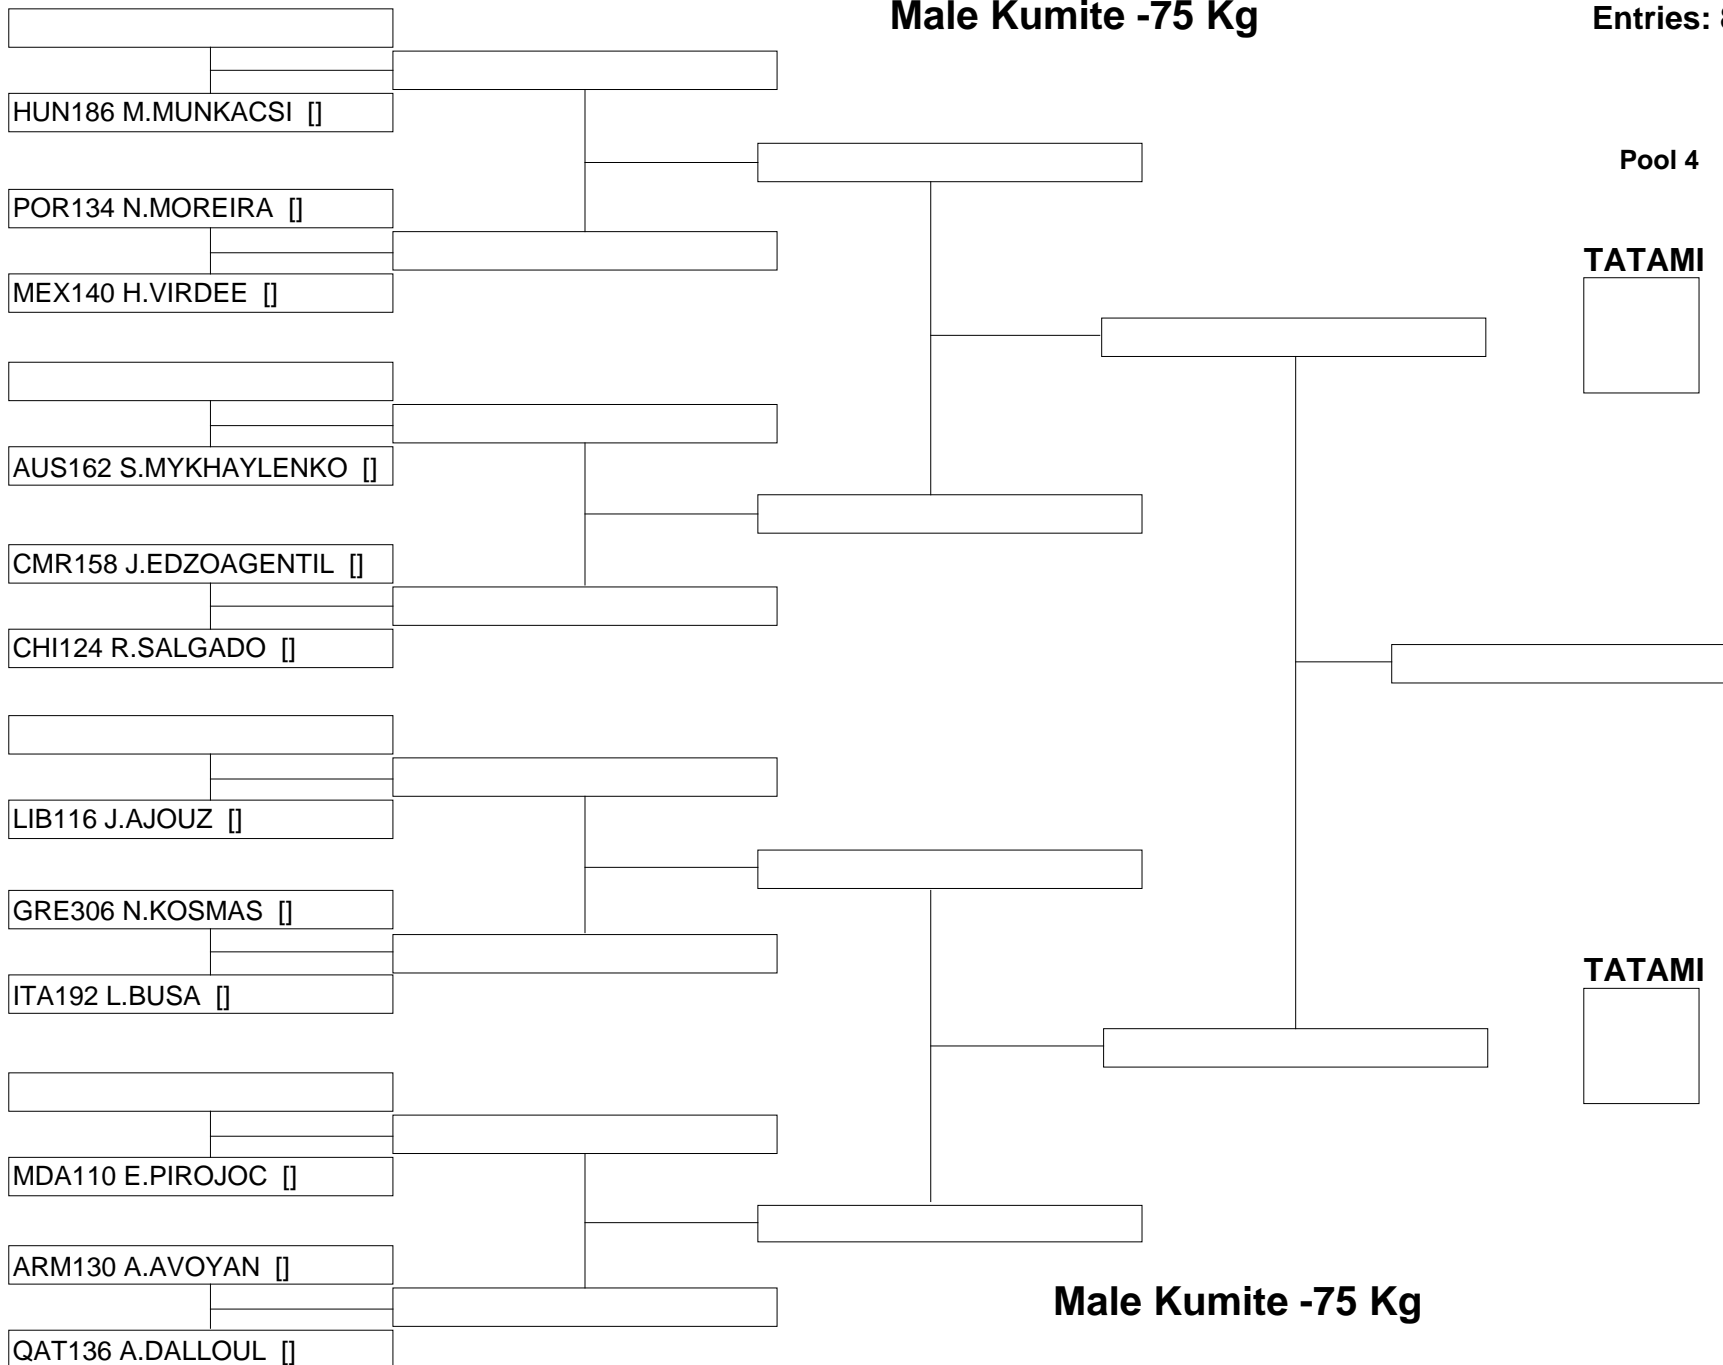 Male Kumite -75 Kg
Entries:
HUN186 M.MUNKACSI []
Pool 4
POR134 N.MOREIRA []
TATAMI
MEX140 H.VIRDEE []
AUS162 S.MYKHAYLENKO []
CMR158 J.EDZOAGENTIL []
CHI124 R.SALGADO []
LIB116 J.AJOUZ []
GRE306 N.KOSMAS []
TATAMI
ITA192 L.BUSA []
MDA110 E.PIROJOC []
ARM130 A.AVOYAN []
Male Kumite -75 Kg
QAT136 A.DALLOUL []